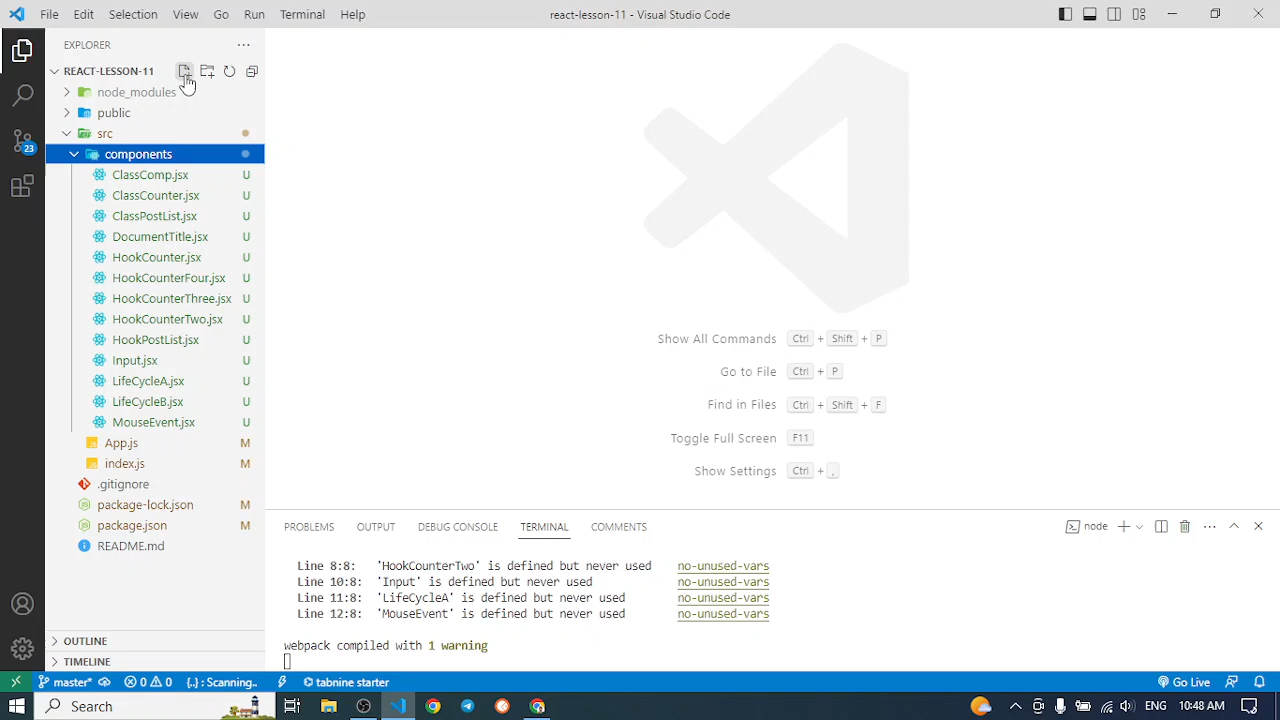 File Edit Selection View Go Run Terminal Help
react-lesson-11 - Visual Studio Code
EXPLORER
REACT-LESSON-11
node_modules
public
src
23
components
ClassComp.jsx U
ClassCounter.jsx U
ClassPostList.jsx U
DocumentTitle.jsx U
HookCounter.jsx U
HookCounterFour.jsx U
HookCounterThree.jsx U
HookCounterTwo.jsx U
HookPostList.jsx U
Input.jsx U
LifeCycleA.jsx U
LifeCycleB.jsx U
MouseEvent.jsx U
App.js M
index.js M
.gitignore
package-lock.json M
package.json M
README.md
OUTLINE
TIMELINE
Show All Commands Ctrl + Shift + P
Go to File Ctrl + P
Find in Files Ctrl + Shift + F
Toggle Full Screen F11
Show Settings Ctrl + ,
PROBLEMS OUTPUT DEBUG CONSOLE TERMINAL COMMENTS
node
Line 8:8: 'HookCounterTwo' is defined but never used no-unused-vars
Line 10:8: 'Input' is defined but never used no-unused-vars
Line 11:8: 'LifeCycleA' is defined but never used no-unused-vars
Line 12:8: 'MouseEvent' is defined but never used no-unused-vars
webpack compiled with 1 warning
master* 0 0 {..} : Scanning.. tabnine starter Go Live
Search ENG 10:48 AM